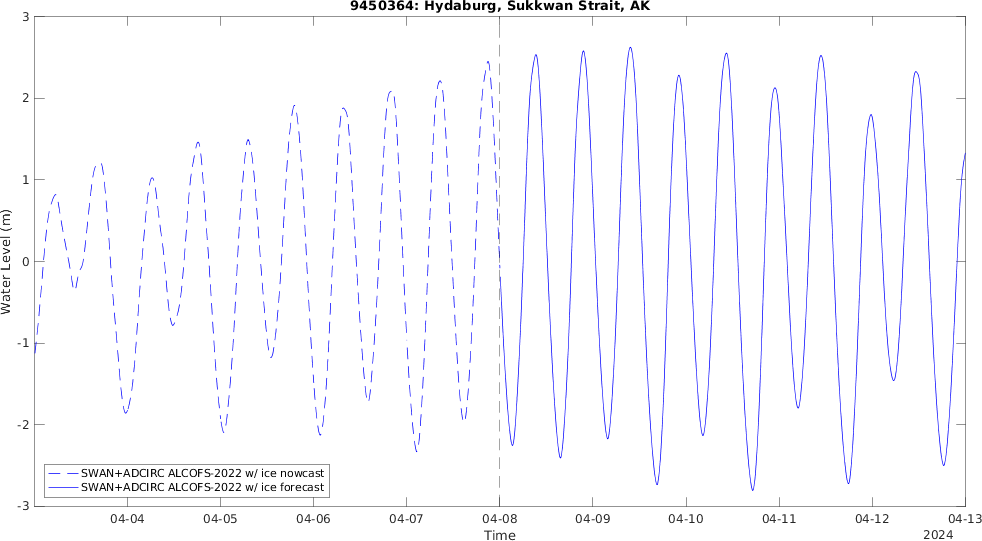 9450364: Hydaburg, Sukkwan Strait, AK
3
2
1
0
-1
-2
-3
Water Level (m)
SWAN+ADCIRC ALCOFS-2022 w/ ice nowcast
SWAN+ADCIRC ALCOFS-2022 w/ ice forecast
04-04 04-05 04-06 04-07 04-08 04-09 04-10 04-11 04-12 04-13
Time
2024